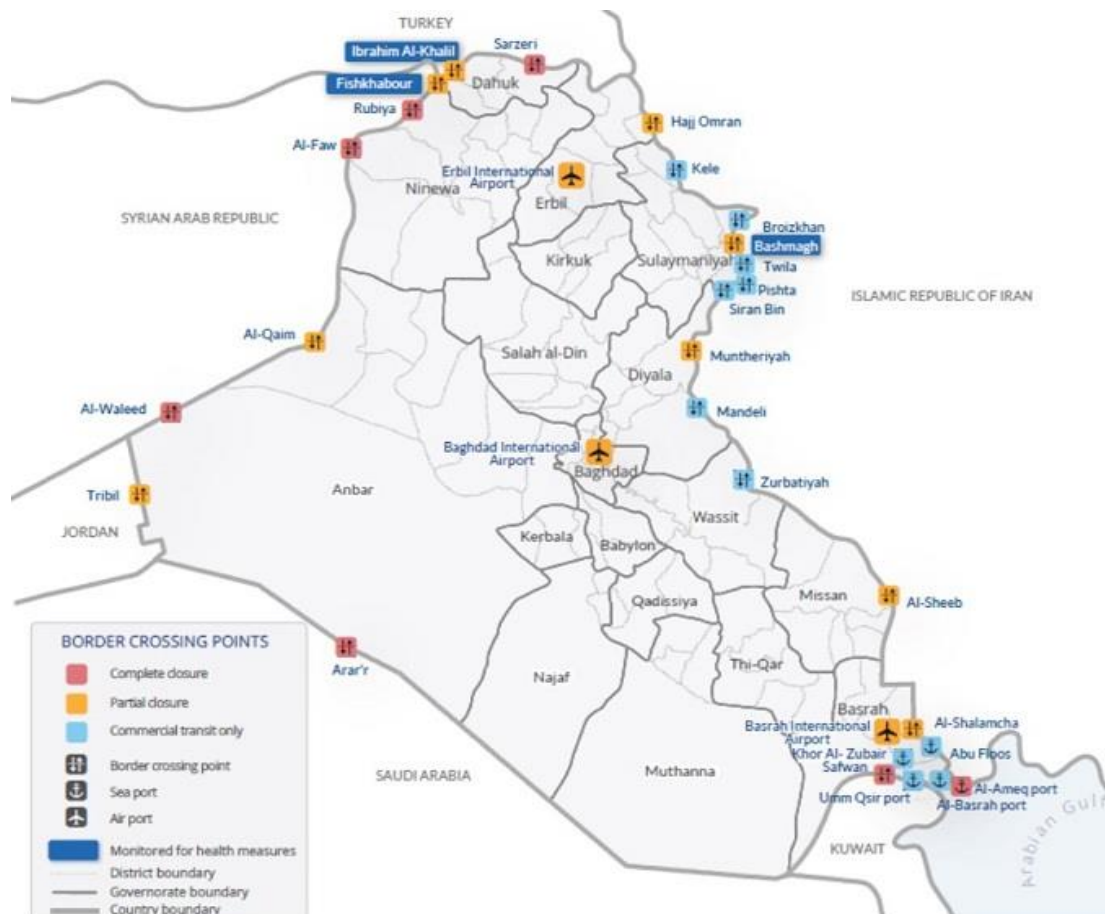 TURKEY
Ibrahim Al-Khalil
Sarzeri
Fishkhabour
Dahuk
Rubiya
Hajj Omran
Al-Faw
Kele
Erbil International
Airport
Ninewa
Erbil
SYRIAN ARAB REPUBLIC
Broizkhan
Bashmagh
Kirkuk
Sulaymaniyah
Twila
Pishta
ISLAMIC REPUBLIC OF IRAN
Siran Bin
Al-Qaim
Salah al-Din
Muntheriyah
Diyala
Al-Waleed
Mandeli
Baghdad International
Airport
Baghdad
Zurbatiyah
Anbar
Tribil
JORDAN
Wassit
Kerbala
Babylon
Missan
Al-Sheeb
Qadissiya
Arar'r
Najaf
Thi-Qar
Basrah
Basrah International
Airport
Al-Shalamcha
Khor Al- Zubair
Abu Floos
Safwan
SAUDI ARABIA
Muthanna
Al-Ameq port
Umm Qsir port
Al-Basrah port
KUWAIT
Arabian Gulf
BORDER CROSSING POINTS
Complete closure
Partial closure
Commercial transit only
Border crossing point
Sea port
Air port
Monitored for health measures
District boundary
Governorate boundary
Country boundary